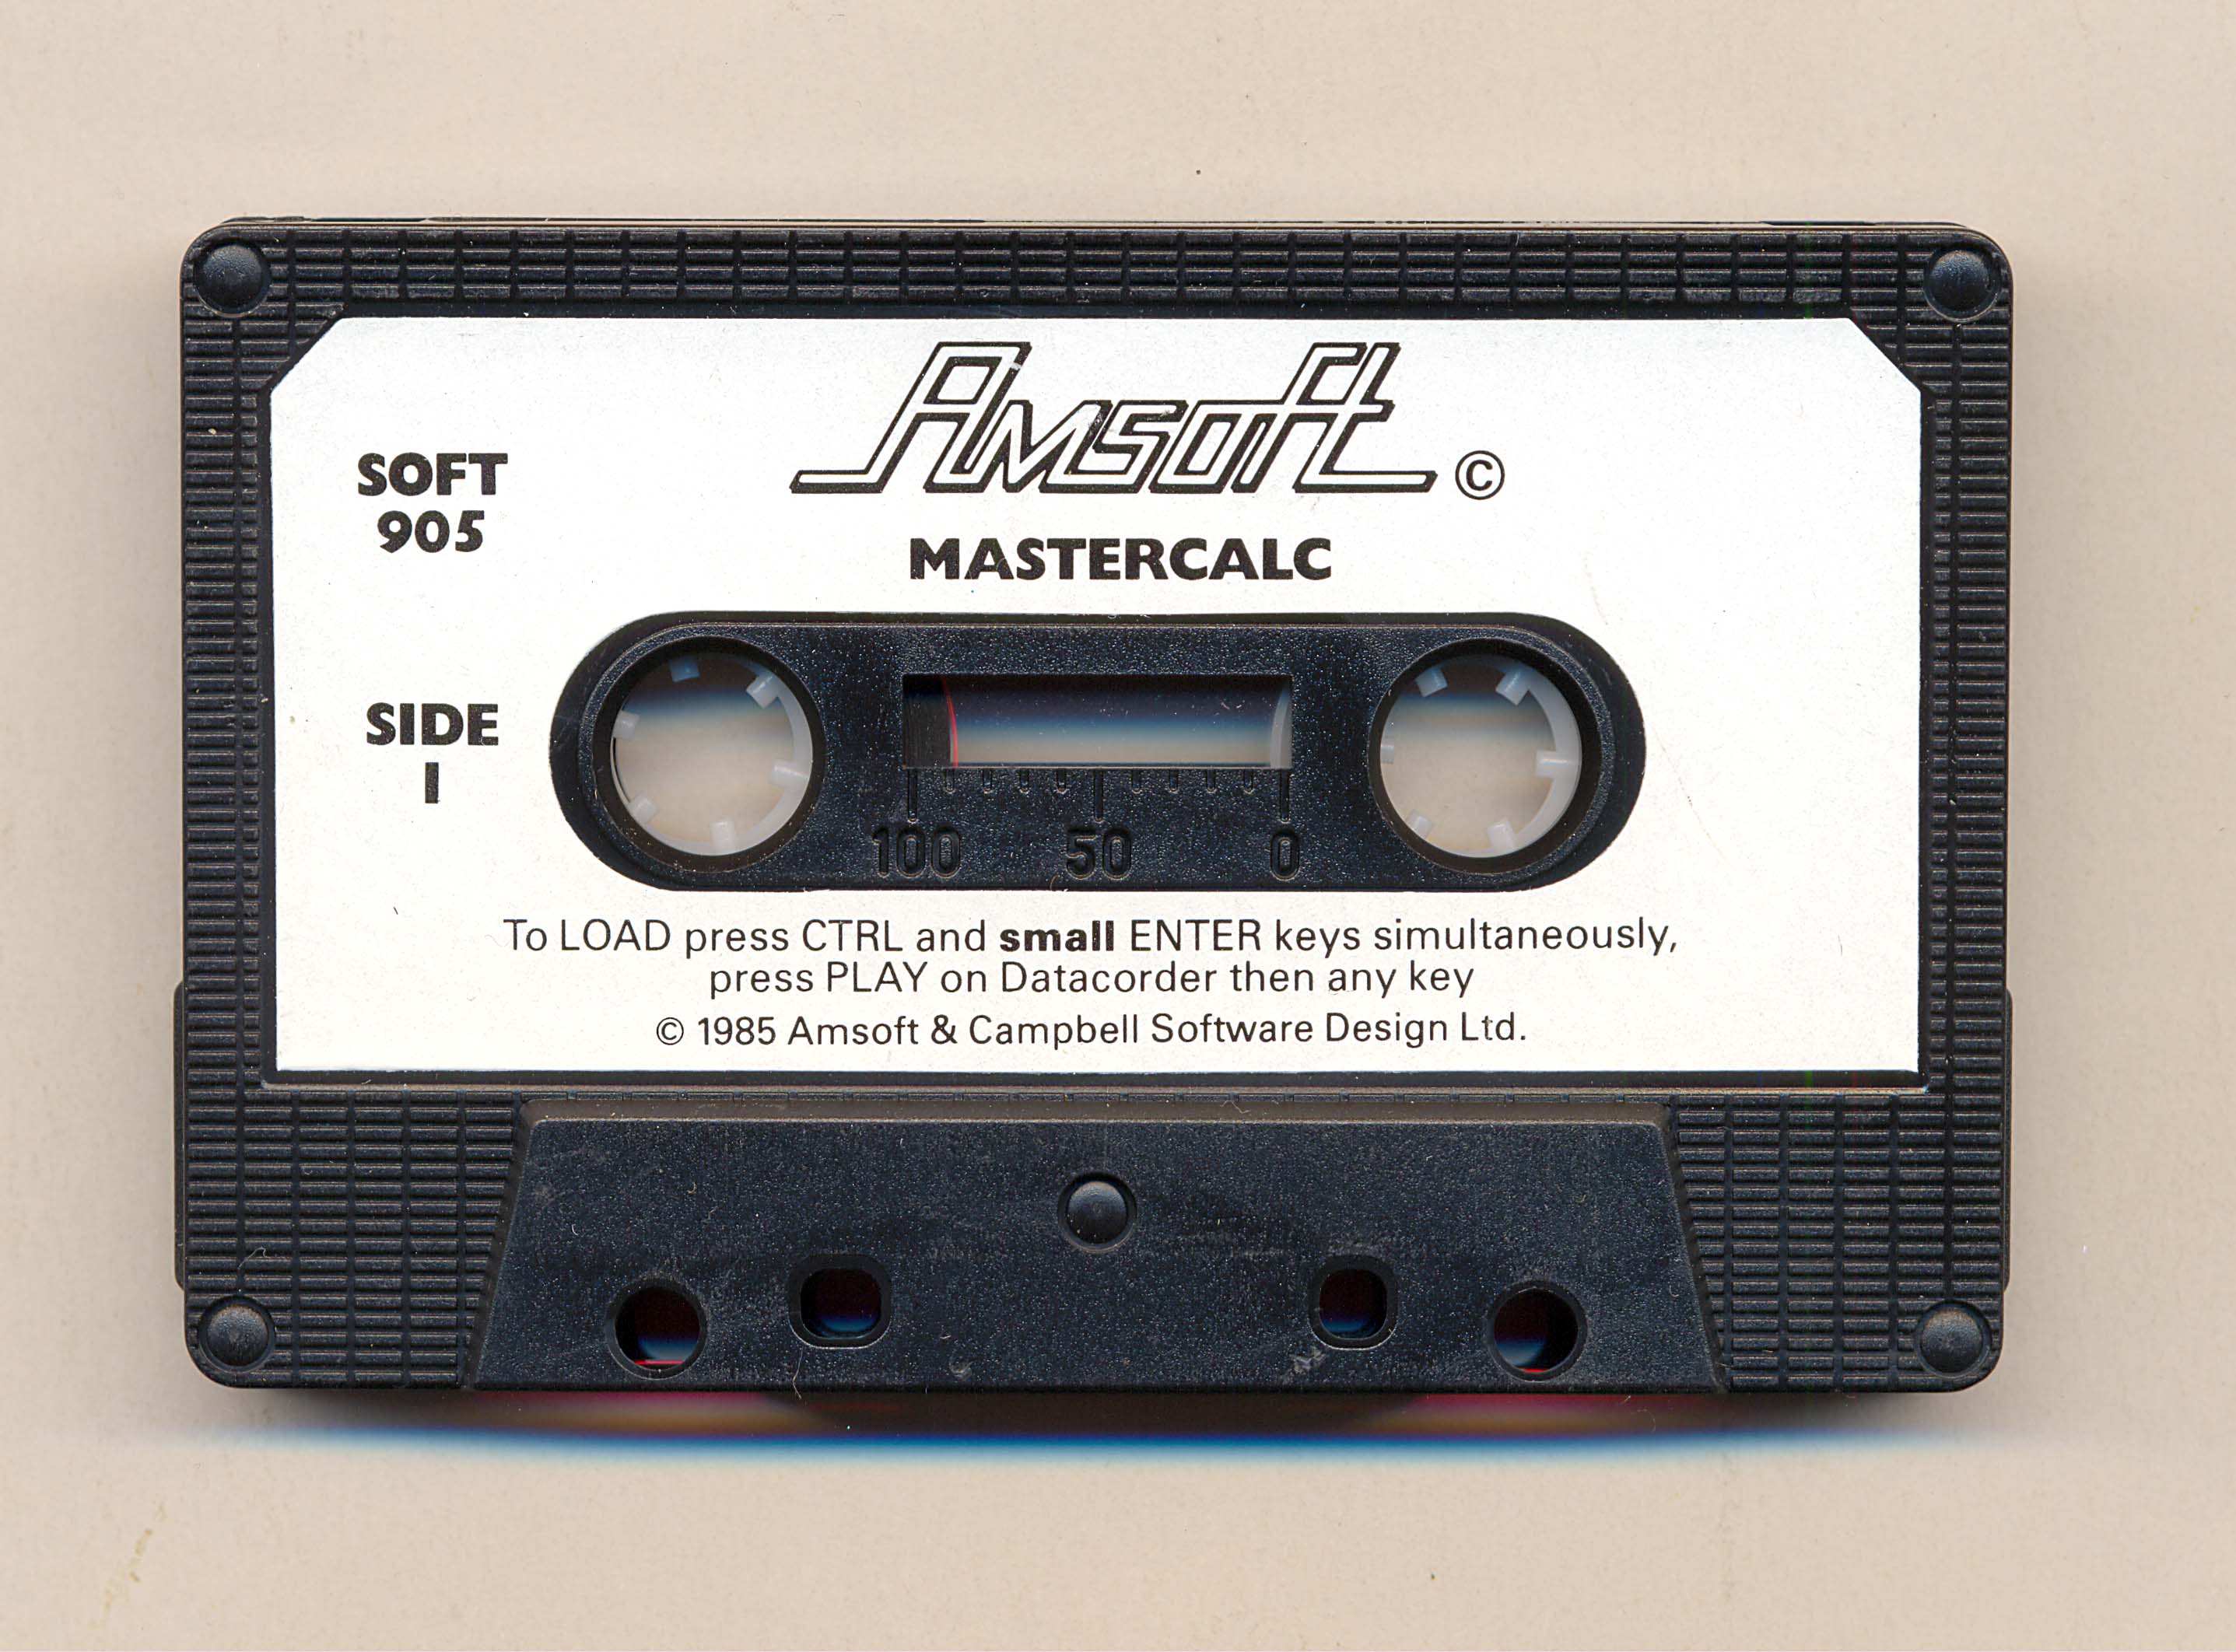 Amsoft ©
SOFT
905
MASTERCALC
SIDE
1
100 50 0
To LOAD press CTRL and small ENTER keys simultaneously,
press PLAY on Datacorder then any key
© 1985 Amsoft & Campbell Software Design Ltd.